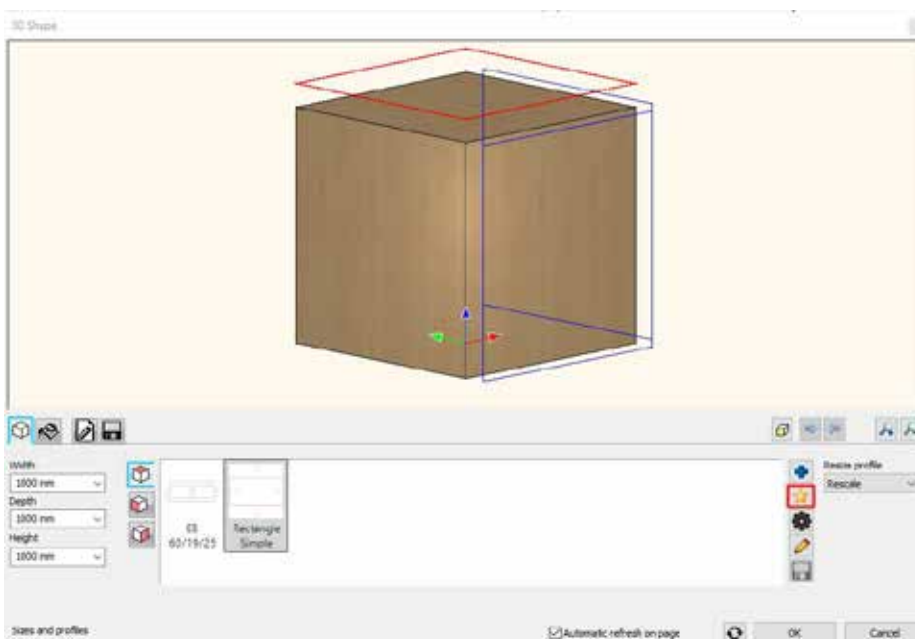 3D Shape
Width
1000 mm
Depth
1000 mm
Height
1000 mm
60/19/25
Rectangle
Simple
Resize profile
Rescale
Sizes and profiles
Automatic refresh on page
OK
Cancel